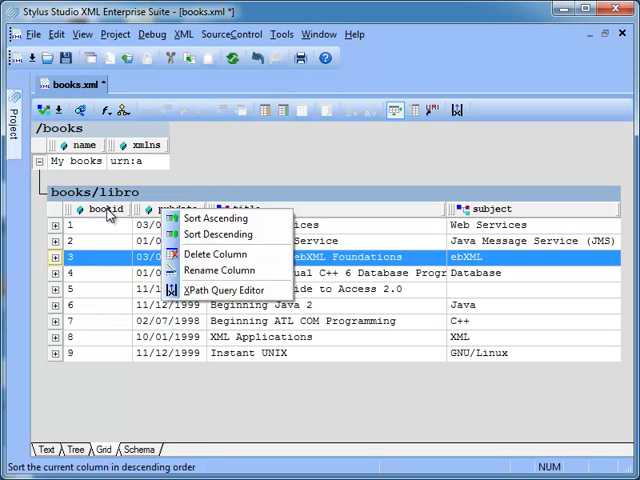 Stylus Studio XML Enterprise Suite - [books.xml *]
File Edit View Project Debug XML SourceControl Tools Window Help
books.xml *
Project
/books
name xmlns
My books urn:a
books/libro
bookid title subject
1 03/0 Web Services
2 01/0 Service Java Message Service (JMS)
3 03/0 ebXML Foundations ebXML
4 01/0 C++ 6 Database Progr Database
5 11/0 to Access 2.0
6 11/12/1999 Beginning Java 2 Java
7 02/07/1998 Beginning ATL COM Programming C++
8 10/01/1999 XML Applications XML
9 11/12/1999 Instant UNIX GNU/Linux
Sort Ascending
Sort Descending
Delete Column
Rename Column
XPath Query Editor
Text Tree Grid Schema
Sort the current column in descending order NUM